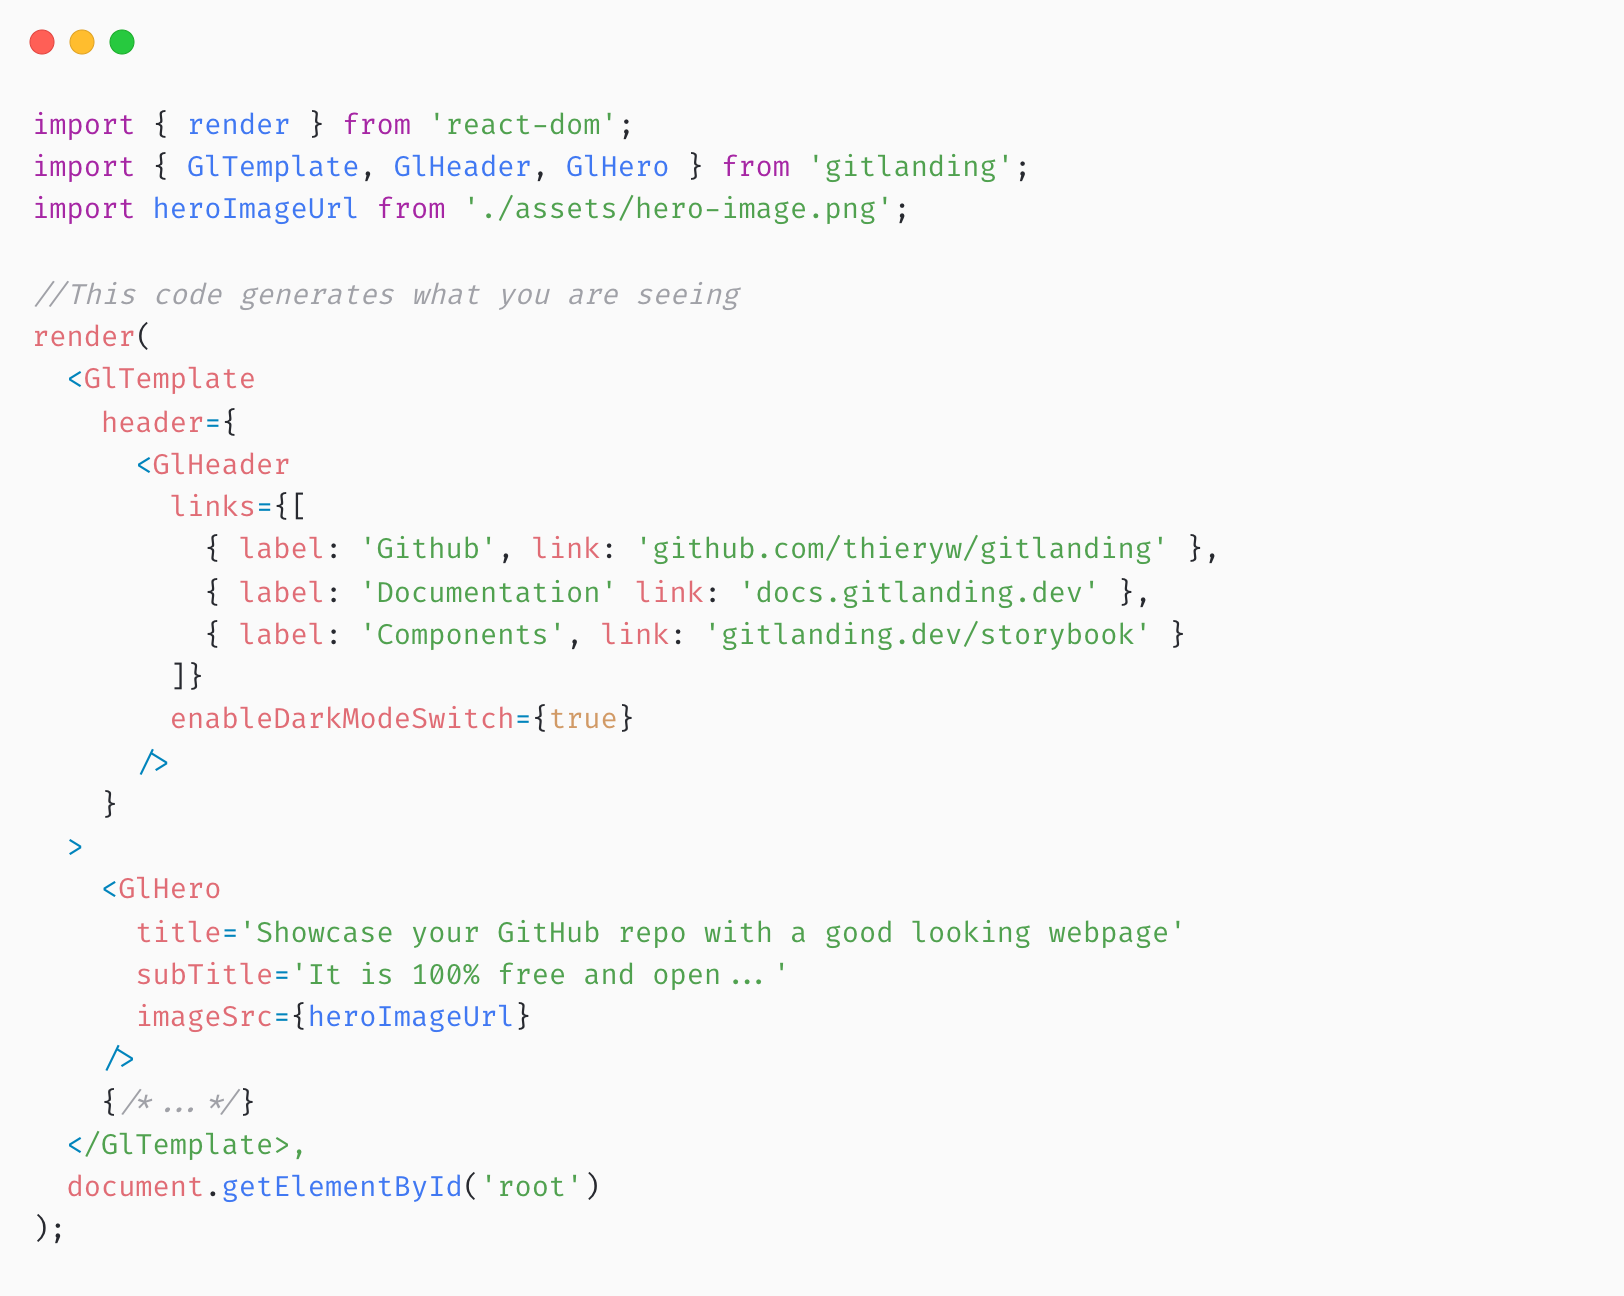 import { render } from 'react-dom';
import { GlTemplate, GlHeader, GlHero } from 'gitlanding';
import heroImageUrl from './assets/hero-image.png';

//This code generates what you are seeing
render(
  <GlTemplate
    header={
      <GlHeader
        links={[
          { label: 'Github', link: 'github.com/thieryw/gitlanding' },
          { label: 'Documentation' link: 'docs.gitlanding.dev' },
          { label: 'Components', link: 'gitlanding.dev/storybook' }
        ]}
        enableDarkModeSwitch={true}
      />
    }
  >
    <GlHero
      title='Showcase your GitHub repo with a good looking webpage'
      subTitle='It is 100% free and open...'
      imageSrc={heroImageUrl}
    />
    {/*...*/}
  </GlTemplate>,
  document.getElementById('root')
);